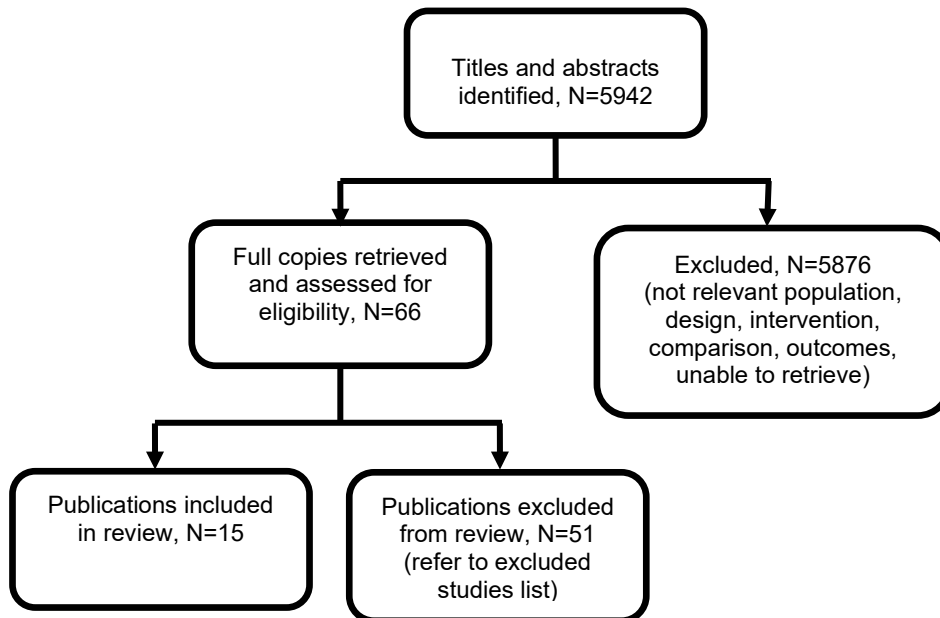 Titles and abstracts
identified, N=5942
Full copies retrieved
and assessed for
eligibility, N=66
Excluded, N=5876
(not relevant population,
design, intervention,
comparison, outcomes,
unable to retrieve)
Publications included
in review, N=15
Publications excluded
from review, N=51
(refer to excluded
studies list)